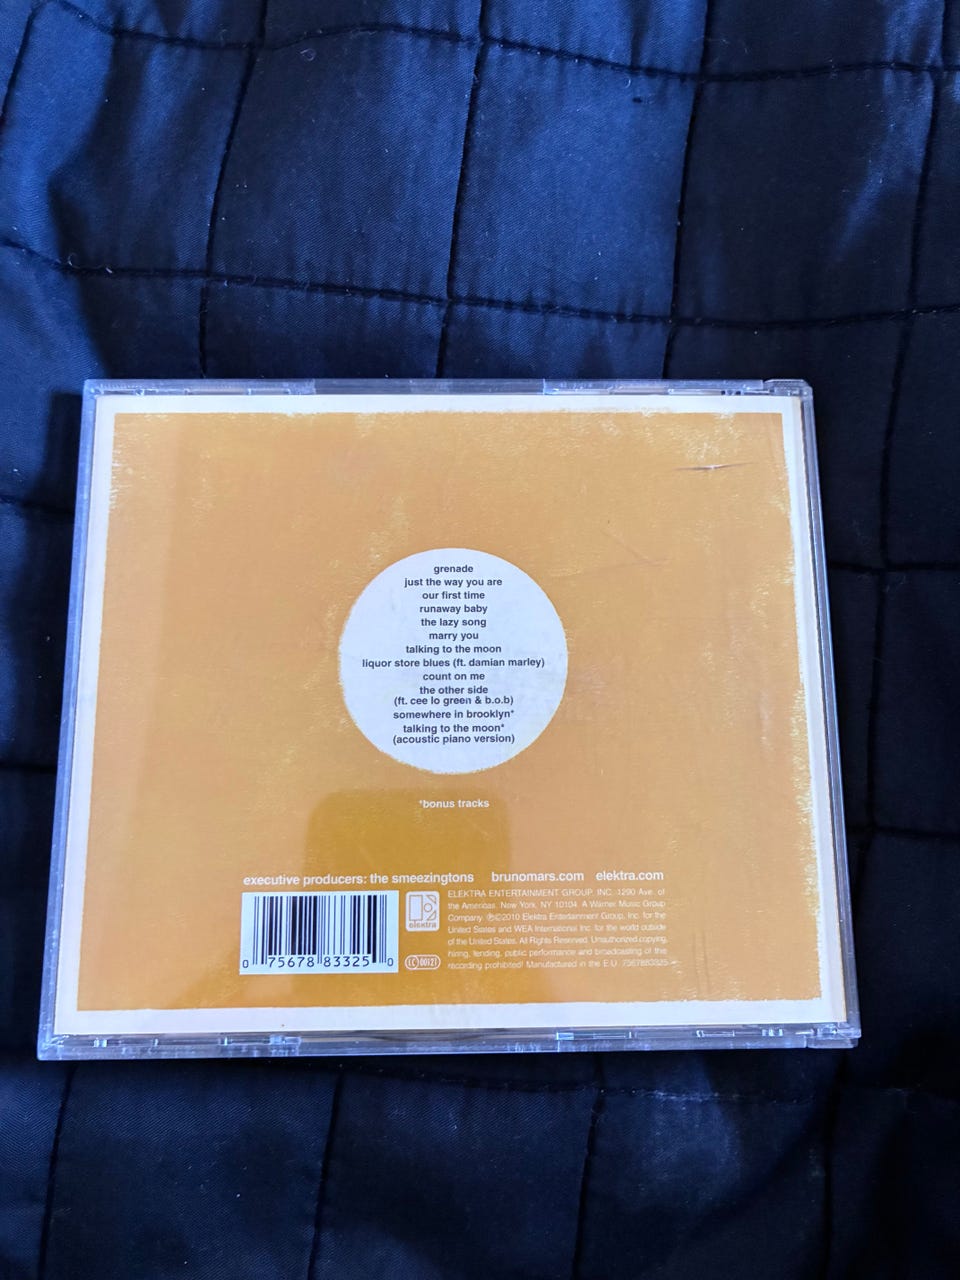 grenade
just the way you are
our first time
runaway baby
the lazy song
marry you
talking to the moon
liquor store blues (ft. damian marley)
count on me
the other side
(ft. cee lo green & b.o.b)
somewhere in brooklyn*
talking to the moon*
(acoustic piano version)
*bonus tracks
executive producers: the smeezingtons brunomars.com elektra.com
0 75678 83325 0
elektra
LC 00121
ELEKTRA ENTERTAINMENT GROUP INC. 1290 Ave. of
the Americas, New York, NY 10104. A Warner Music Group
Company. ℗©2010 Elektra Entertainment Group, Inc. for the
United States and WEA International Inc. for the world outside
of the United States. All Rights Reserved. Unauthorized copying,
hiring, lending, public performance and broadcasting of this
recording prohibited! Manufactured in the E.U. 7567883325